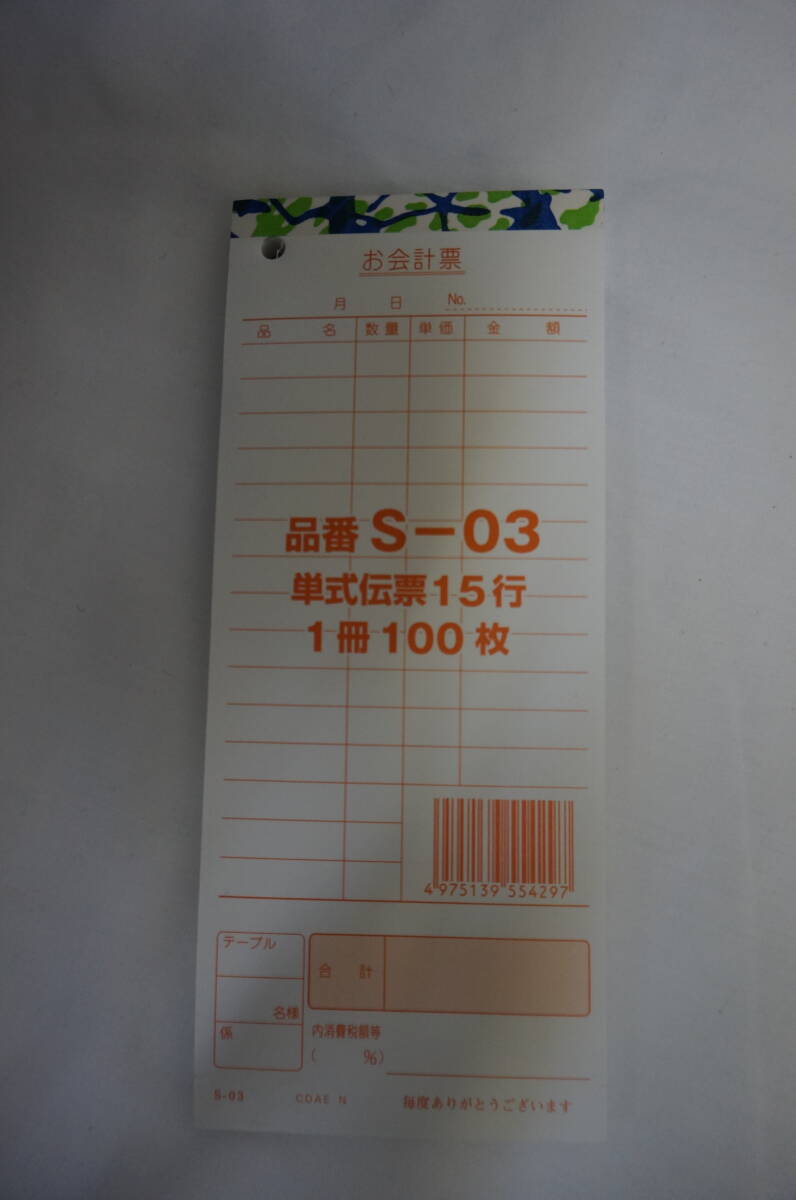 お会計票
月 日 No.
品 名 数量 単価 金 額
品番 S-03
単式伝票15行
1冊100枚
4 975139 554297
テーブル
名様
係
合 計
内消費税額等
( %)
S-03 CDAE N 毎度ありがとうございます